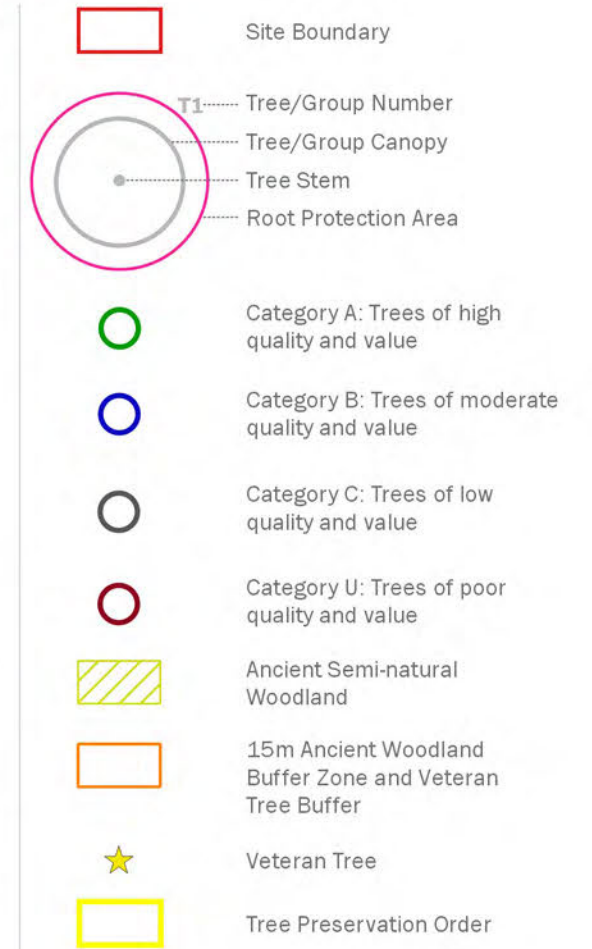 Site Boundary
T1
Tree/Group Number
Tree/Group Canopy
Tree Stem
Root Protection Area
Category A: Trees of high
quality and value
Category B: Trees of moderate
quality and value
Category C: Trees of low
quality and value
Category U: Trees of poor
quality and value
Ancient Semi-natural
Woodland
15m Ancient Woodland
Buffer Zone and Veteran
Tree Buffer
Veteran Tree
Tree Preservation Order